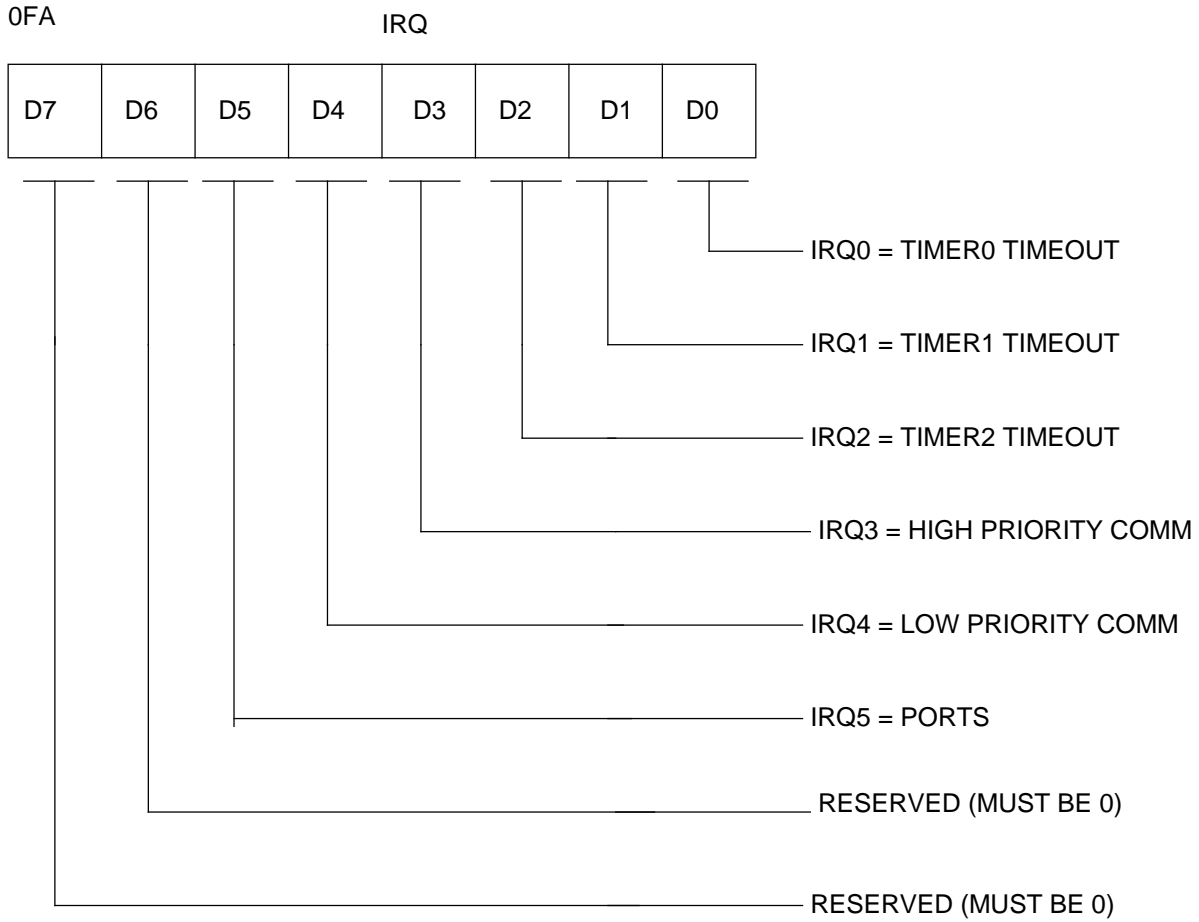 0FA
IRQ
D7 D6 D5 D4 D3 D2 D1 D0
IRQ0 = TIMER0 TIMEOUT
IRQ1 = TIMER1 TIMEOUT
IRQ2 = TIMER2 TIMEOUT
IRQ3 = HIGH PRIORITY COMM
IRQ4 = LOW PRIORITY COMM
IRQ5 = PORTS
RESERVED (MUST BE 0)
RESERVED (MUST BE 0)